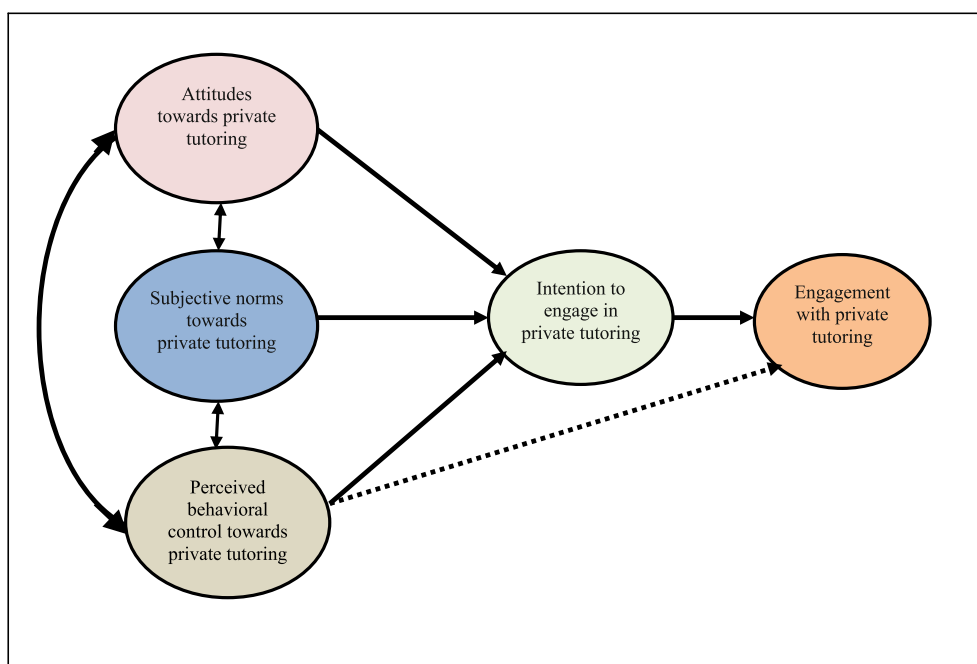 Attitudes
towards private
tutoring
Subjective norms
towards
private tutoring
Intention to
engage in
private tutoring
Engagement
with private
tutoring
Perceived
behavioral
control towards
private tutoring